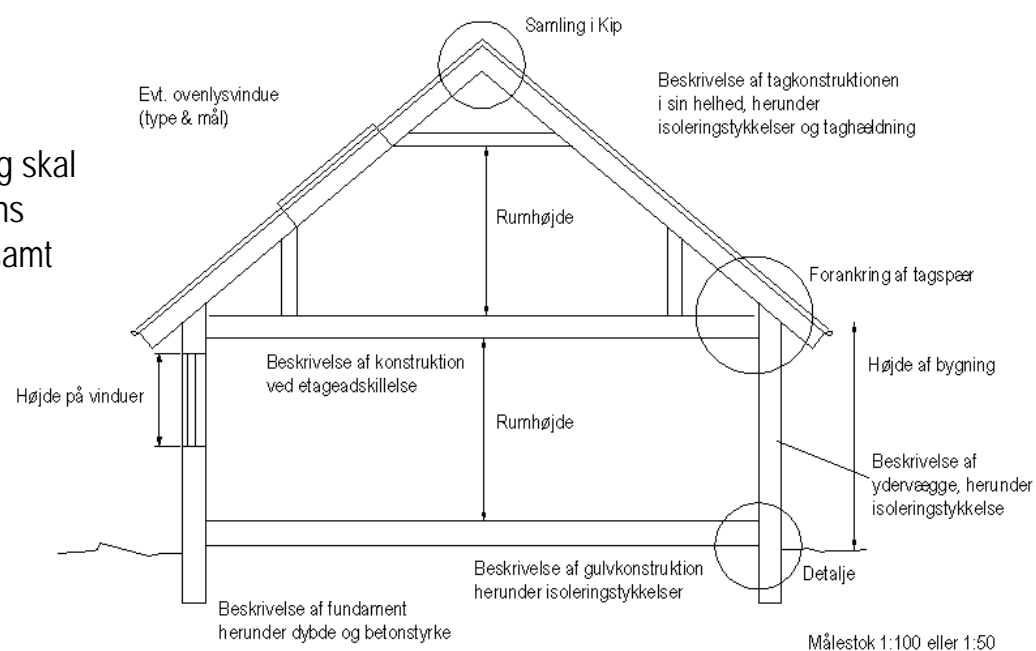 Samling i Kip
Evt. ovenlysvindue
(type & mål)
Beskrivelse af tagkonstruktionen
i sin helhed, herunder
isoleringstykkelser og taghældning
g skal
ns
samt
Rumhøjde
Forankring af tagspær
Beskrivelse af konstruktion
ved etageadskillelse
Højde af bygning
Højde på vinduer
Rumhøjde
Beskrivelse af
ydervægge, herunder
isoleringstykkelse
Beskrivelse af gulvkonstruktion
herunder isoleringstykkelser
Detalje
Beskrivelse af fundament
herunder dybde og betonstyrke
Målestok 1:100 eller 1:50